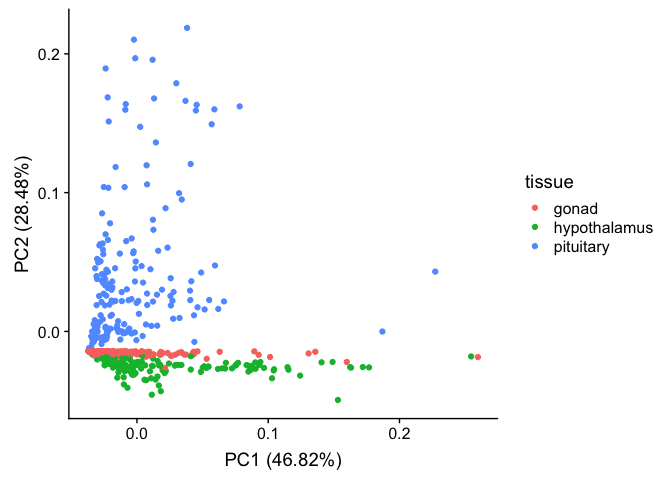 0.2
0.1
0.0
PC2 (28.48%)
0.0 0.1 0.2
PC1 (46.82%)
tissue
gonad
hypothalamus
pituitary